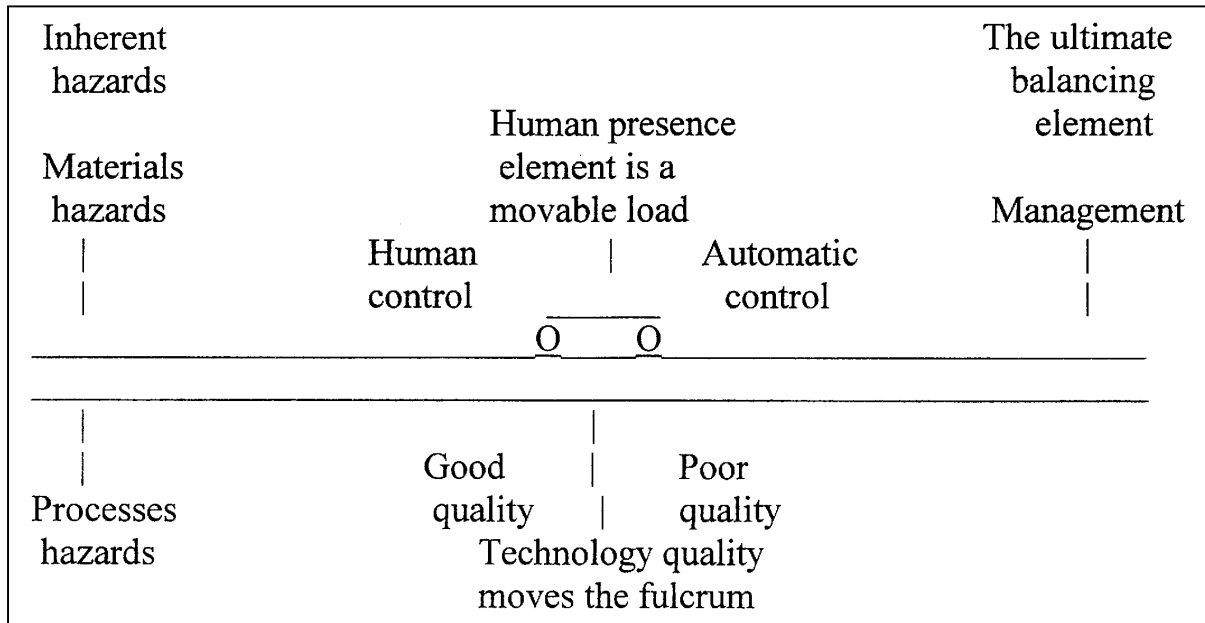 Inherent
hazards
Materials
hazards
Human presence
element is a
movable load
The ultimate
balancing
element
Management
Human
control
Automatic
control
O O
Processes
hazards
Good
quality
Poor
quality
Technology quality
moves the fulcrum